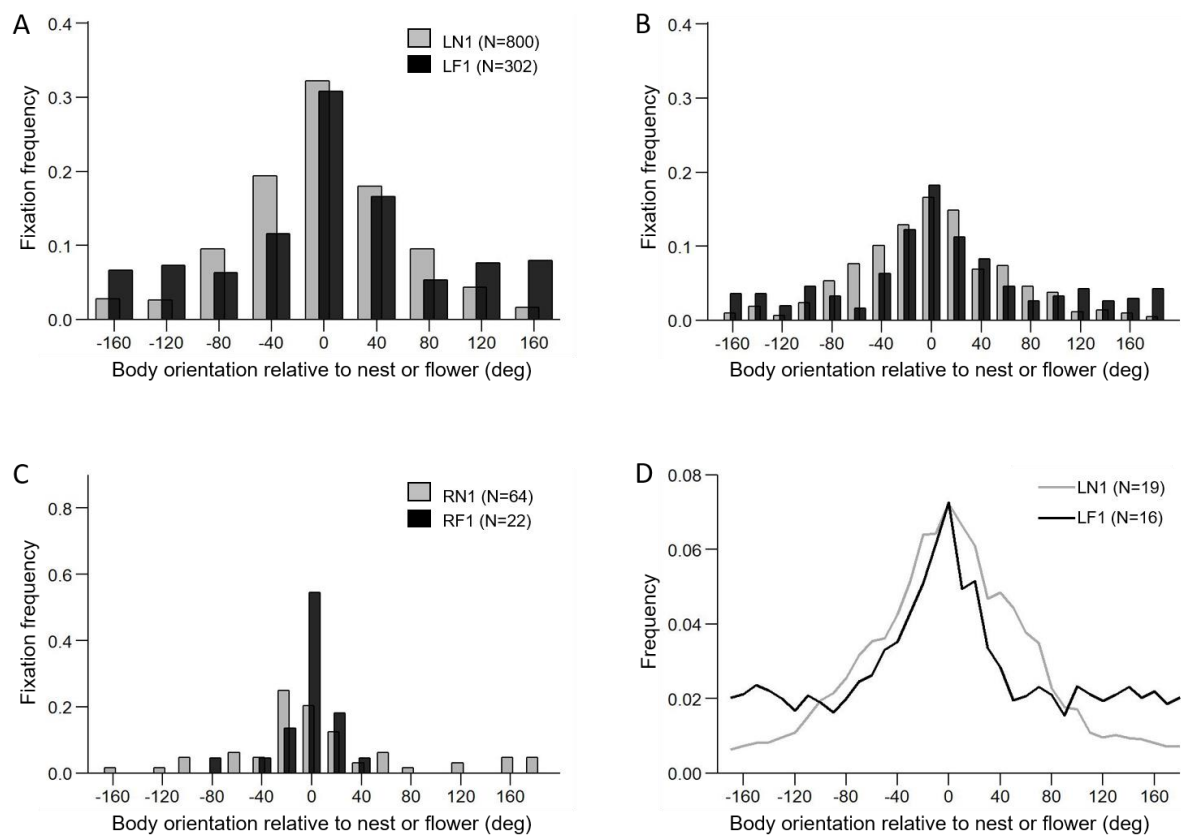 A
0.4
0.3
0.2
0.1
0.0
Fixation frequency
LN1 (N=800)
LF1 (N=302)
-160 -120 -80 -40 0 40 80 120 160
Body orientation relative to nest or flower (deg)
B
0.4
0.3
0.2
0.1
0.0
Fixation frequency
-160 -120 -80 -40 0 40 80 120 160
Body orientation relative to nest or flower (deg)
C
0.8
0.6
0.4
0.2
0.0
Fixation frequency
RN1 (N=64)
RF1 (N=22)
-160 -120 -80 -40 0 40 80 120 160
Body orientation relative to nest or flower (deg)
D
0.08
0.06
0.04
0.02
0.00
Frequency
LN1 (N=19)
LF1 (N=16)
-160 -120 -80 -40 0 40 80 120 160
Body orientation relative to nest or flower (deg)